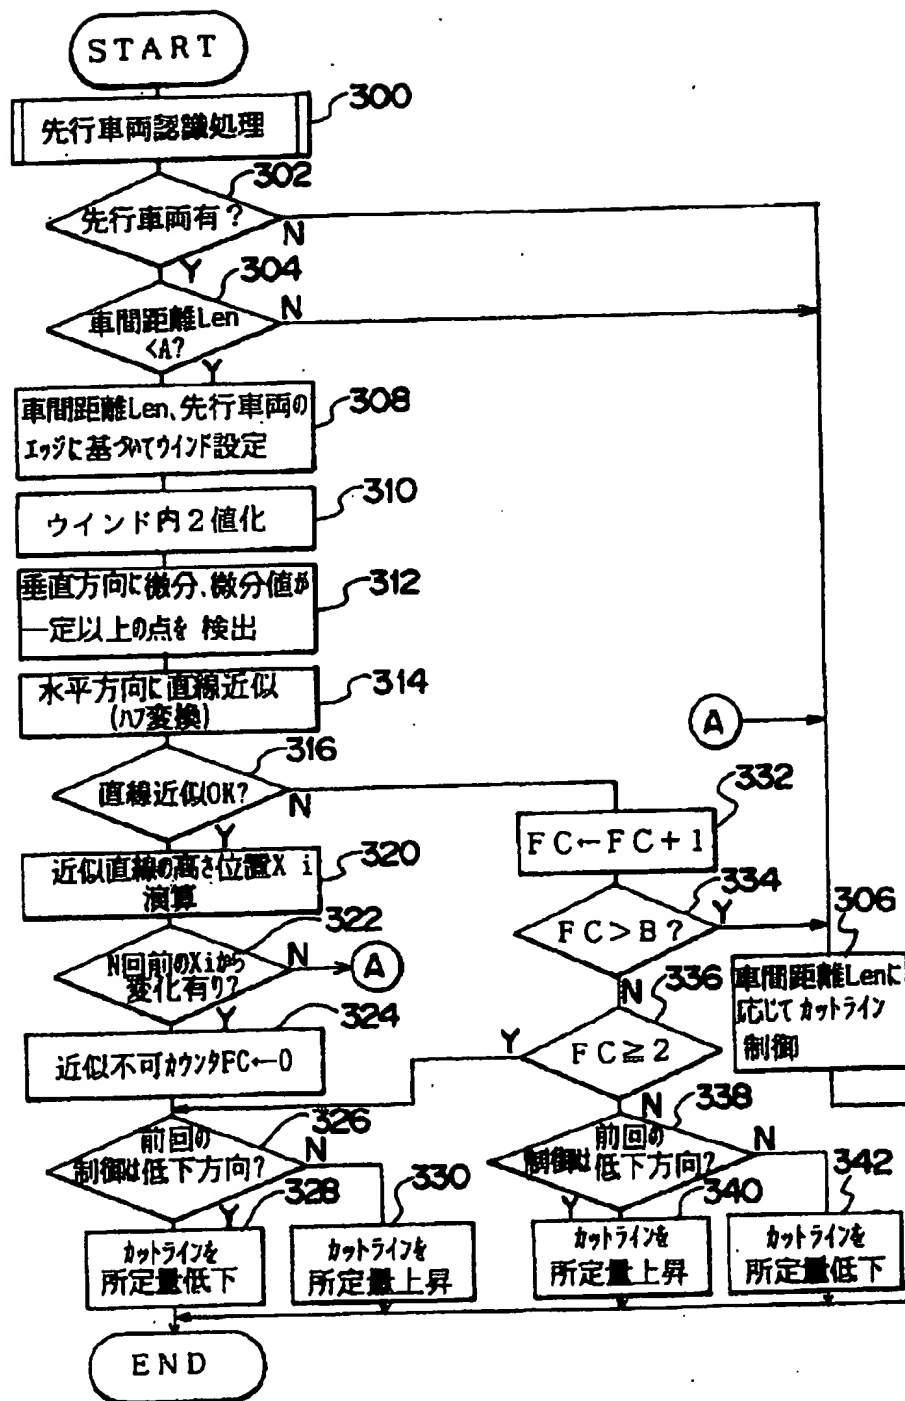 START
先行車両認識処理
300
302
先行車両有?
N
Y
304
車間距離Len
<A?
N
Y
車間距離Len、先行車両の
エッジに基づいてウインド設定
308
ウインド内2値化
310
垂直方向に微分、微分値が
一定以上の点を 検出
312
水平方向に直線近似
(ハフ変換)
314
316
直線近似OK?
N
Y
近似直線の高さ位置Xi
演算
320
322
N回前のXiから
変化有り?
N
A
Y
324
近似不可カウンタFC←0
326
前回の
制御は低下方向?
N
Y
328
カットラインを
所定量低下
330
カットラインを
所定量上昇
A
332
FC←FC+1
334
FC>B?
Y
N
336
FC≧2
Y
N
338
前回の
制御は低下方向?
N
Y
340
カットラインを
所定量上昇
342
カットラインを
所定量低下
306
車間距離Lenに
応じてカットライン
制御
END